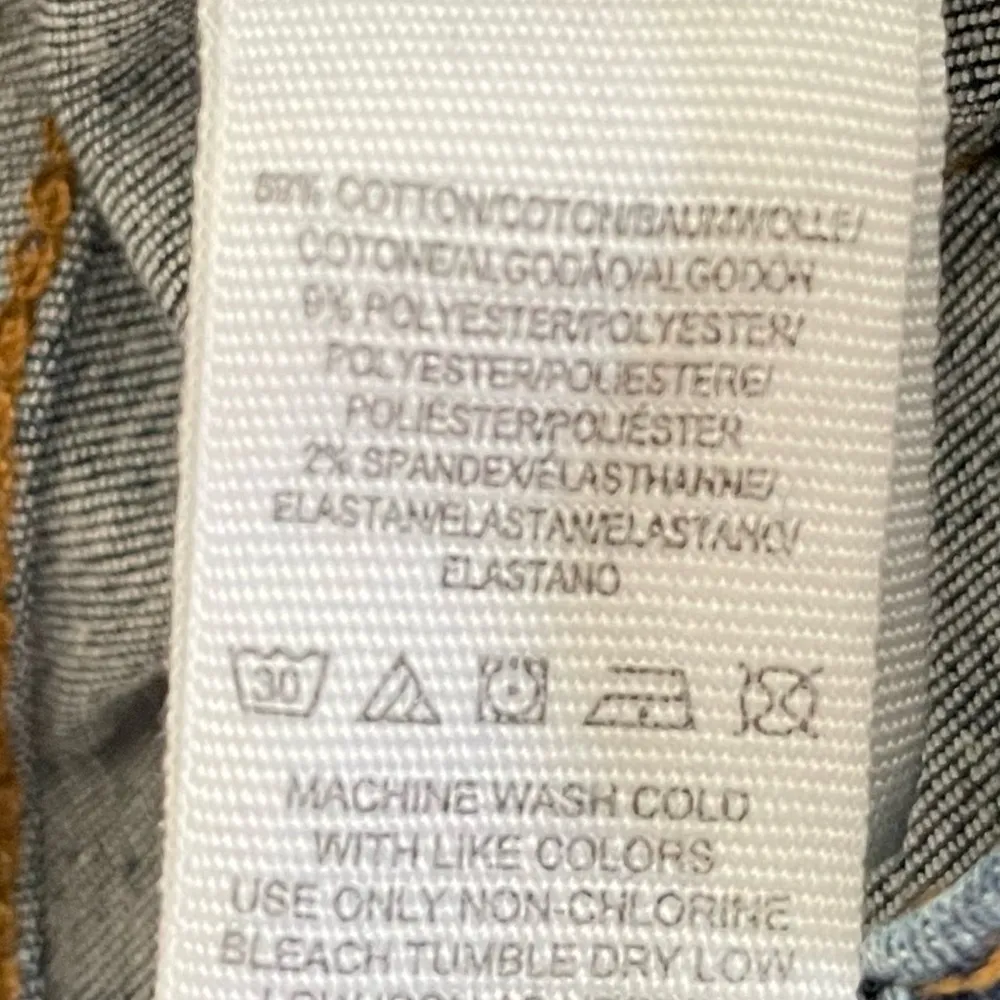 COTTON/COTON/BAUMWOLLE/
COTONE/ALGODÃO/ALGODON
9% POLYESTER/POLYESTER/
POLYESTER/POLIESTERE/
POLIÉSTER/POLIÉSTER
2% SPANDEX/ÉLASTHANNE/
ELASTAN/ELASTAN/ELASTANO/
ELASTANO
30
MACHINE WASH COLD
WITH LIKE COLORS
USE ONLY NON-CHLORINE
BLEACH TUMBLE DRY LOW